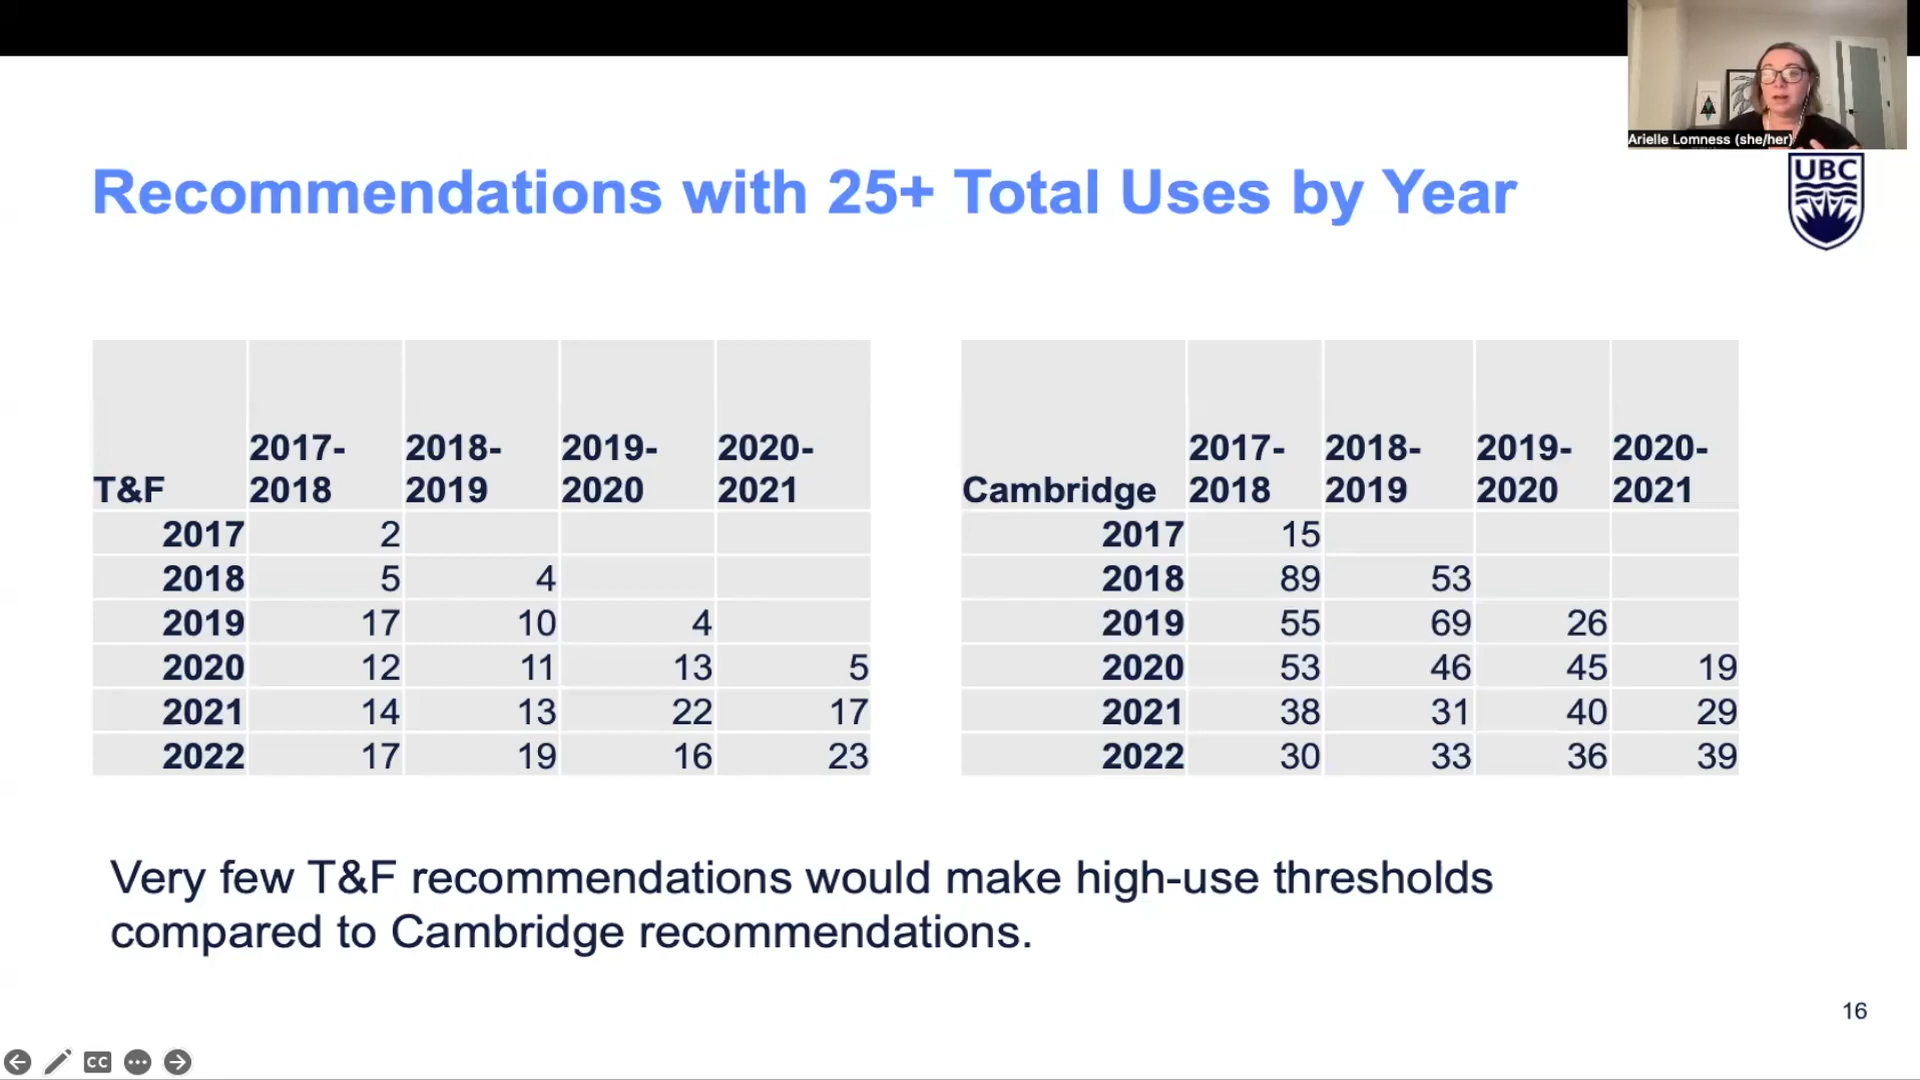 Arielle Lomness (she/her)
UBC
Recommendations with 25+ Total Uses by Year
T&F 2017-2018 2018-2019 2019-2020 2020-2021
2017 2
2018 5 4
2019 17 10 4
2020 12 11 13 5
2021 14 13 22 17
2022 17 19 16 23
Cambridge 2017-2018 2018-2019 2019-2020 2020-2021
2017 15
2018 89 53
2019 55 69 26
2020 53 46 45 19
2021 38 31 40 29
2022 30 33 36 39
Very few T&F recommendations would make high-use thresholds
compared to Cambridge recommendations.
16
CC